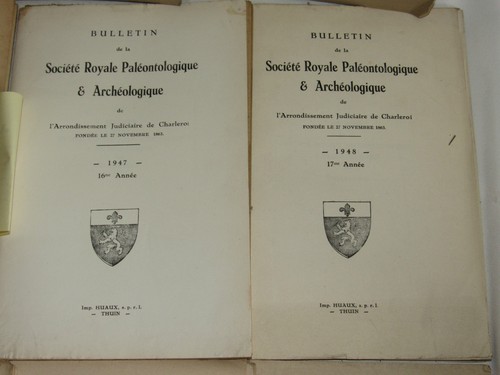 BULLETIN
de la
Société Royale Paléontologique
& Archéologique
de
l'Arrondissement Judiciaire de Charleroi
FONDÉE LE 27 NOVEMBRE 1863.
— 1947 —
16me Année
Imp. HUAUX, s. p. r. l.
— THUIN —
BULLETIN
de la
Société Royale Paléontologique
& Archéologique
de
l'Arrondissement Judiciaire de Charleroi
FONDÉE LE 27 NOVEMBRE 1863.
— 1948 —
17me Année
Imp. HUAUX, s. p. r. l.
— THUIN —